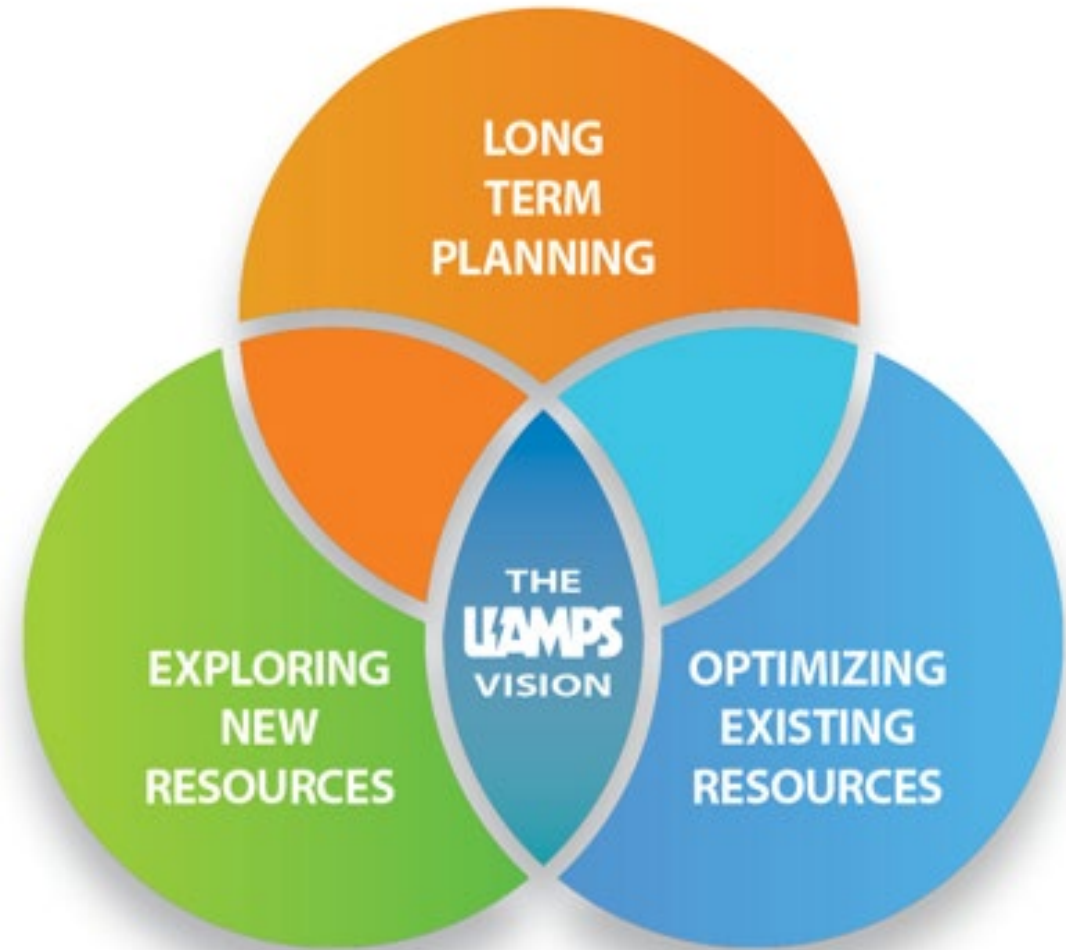 LONG
TERM
PLANNING
THE
UAMPS
VISION
EXPLORING
NEW
RESOURCES
OPTIMIZING
EXISTING
RESOURCES